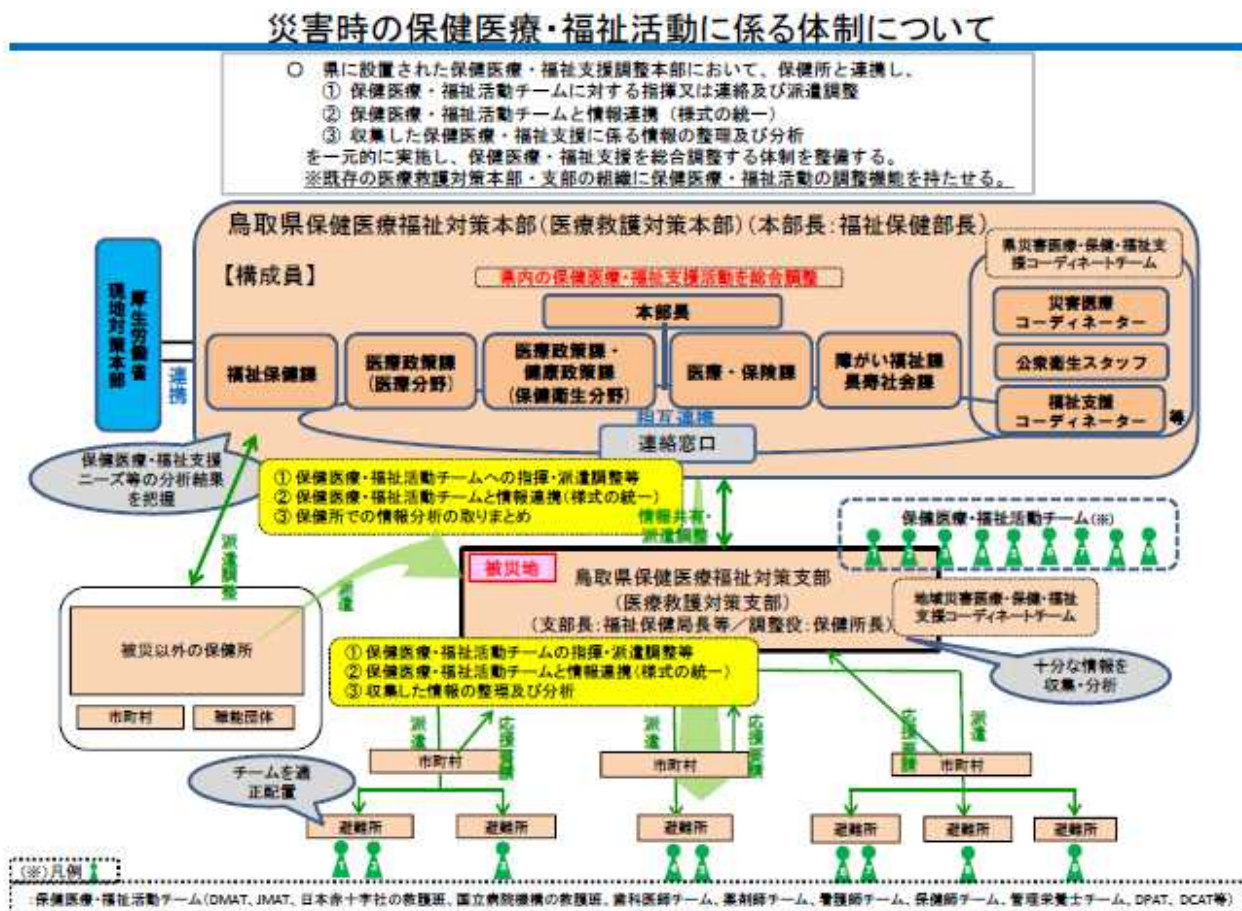 災害時の保健医療・福祉活動に係る体制について
○ 県に設置された保健医療・福祉支援調整本部において、保健所と連携し、
① 保健医療・福祉活動チームに対する指揮又は連絡及び派遣調整
② 保健医療・福祉活動チームと情報連携（様式の統一）
③ 収集した保健医療・福祉支援に係る情報の整理及び分析
を一元的に実施し、保健医療・福祉支援を総合調整する体制を整備する。
※既存の医療救護対策本部・支部の組織に保健医療・福祉活動の調整機能を持たせる。
鳥取県保健医療福祉対策本部（医療救護対策本部）（本部長：福祉保健部長）
【構成員】
県内の保健医療・福祉支援活動を総合調整
本部長
厚生労働省
現地対策本部
連携
福祉保健課
医療政策課
（医療分野）
医療政策課・
健康政策課
（保健衛生分野）
医療・保険課
障がい福祉課
長寿社会課
県災害医療・保健・福祉支
援コーディネートチーム
災害医療
コーディネーター
公衆衛生スタッフ
福祉支援
コーディネーター
等
相互連携
連絡窓口
保健医療・福祉支援
ニーズ等の分析結果
を把握
① 保健医療・福祉活動チームへの指揮・派遣調整等
② 保健医療・福祉活動チームと情報連携（様式の統一）
③ 保健所での情報分析の取りまとめ
情報共有・
派遣調整
保健医療・福祉活動チーム（※）
派遣調整
派遣
被災地
鳥取県保健医療福祉対策支部
（医療救護対策支部）
（支部長：福祉保健局長等／調整役：保健所長）
地域災害医療・保健・福祉
支援コーディネートチーム
被災以外の保健所
市町村
職能団体
① 保健医療・福祉活動チームの指揮・派遣調整等
② 保健医療・福祉活動チームと情報連携（様式の統一）
③ 収集した情報の整理及び分析
十分な情報を
収集・分析
派遣
応援要請
派遣
応援要請
応援要請
派遣
市町村
市町村
市町村
チームを適
正配置
避難所
避難所
避難所
避難所
避難所
避難所
（※）凡例
：保健医療・福祉活動チーム（DMAT、JMAT、日本赤十字社の救護班、国立病院機構の救護班、歯科医師チーム、薬剤師チーム、看護師チーム、保健師チーム、管理栄養士チーム、DPAT、DCAT等）